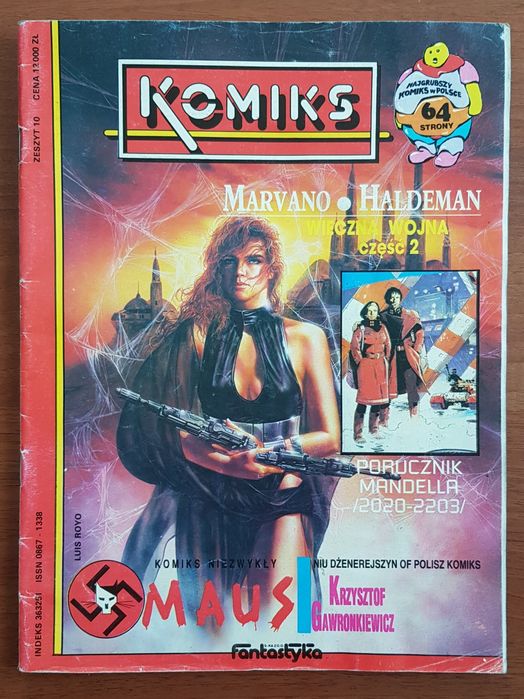 ZESZYT 10 CENA 12.000 ZŁ
KOMIKS
NAJGRUBSZY
KOMIKS W POLSCE
64
STRONY
MARVANO • HALDEMAN
WIECZNA WOJNA
część 2
PORUCZNIK
MANDELLA
/2020-2203/
LUIS ROYO
INDEKS 363251 ISSN 0867 - 1338
KOMIKS NIEZWYKŁY
MAUS
NIU DŻENEREJSZYN OF POLISZ KOMIKS
KRZYSZTOF
GAWRONKIEWICZ
fantastyka